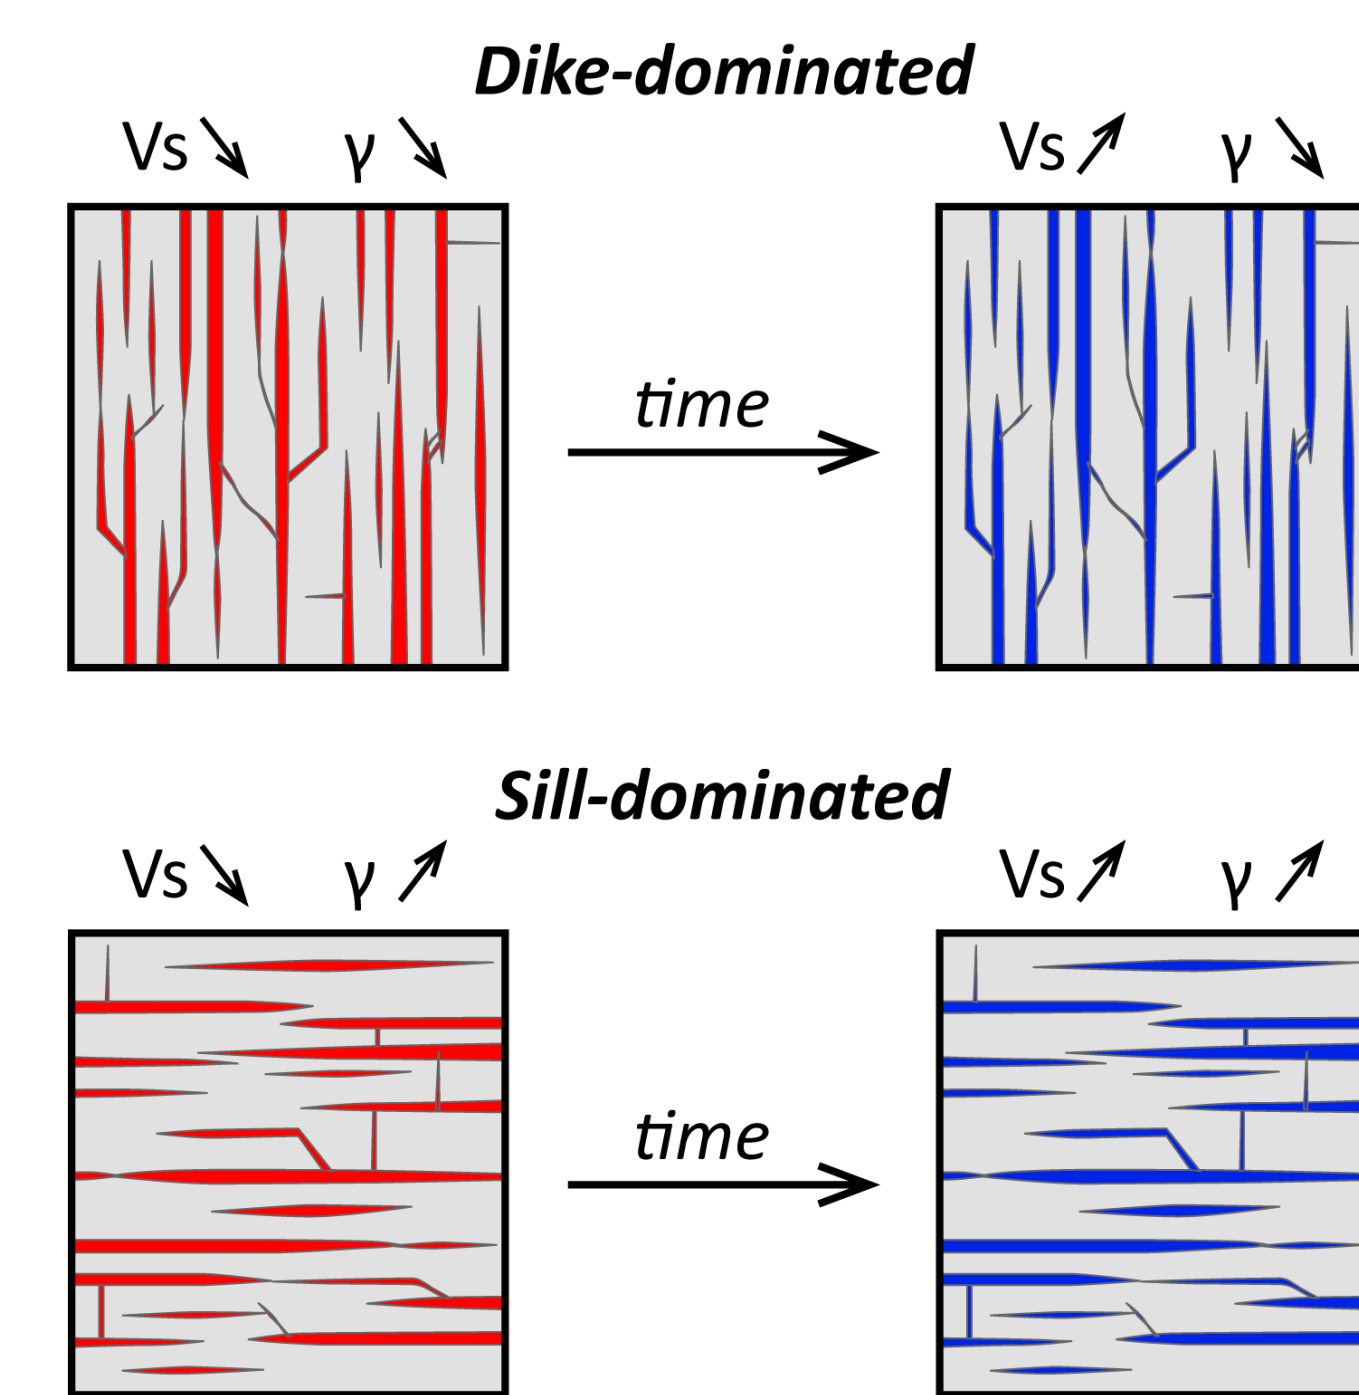 Dike-dominated
Vs ↘ γ ↘ Vs ↗ γ ↘
time
Sill-dominated
Vs ↘ γ ↗ Vs ↗ γ ↗
time